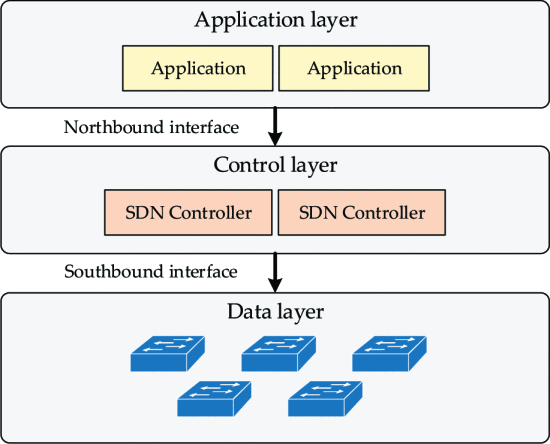 Application layer
Application
Application
Northbound interface
Control layer
SDN Controller
SDN Controller
Southbound interface
Data layer